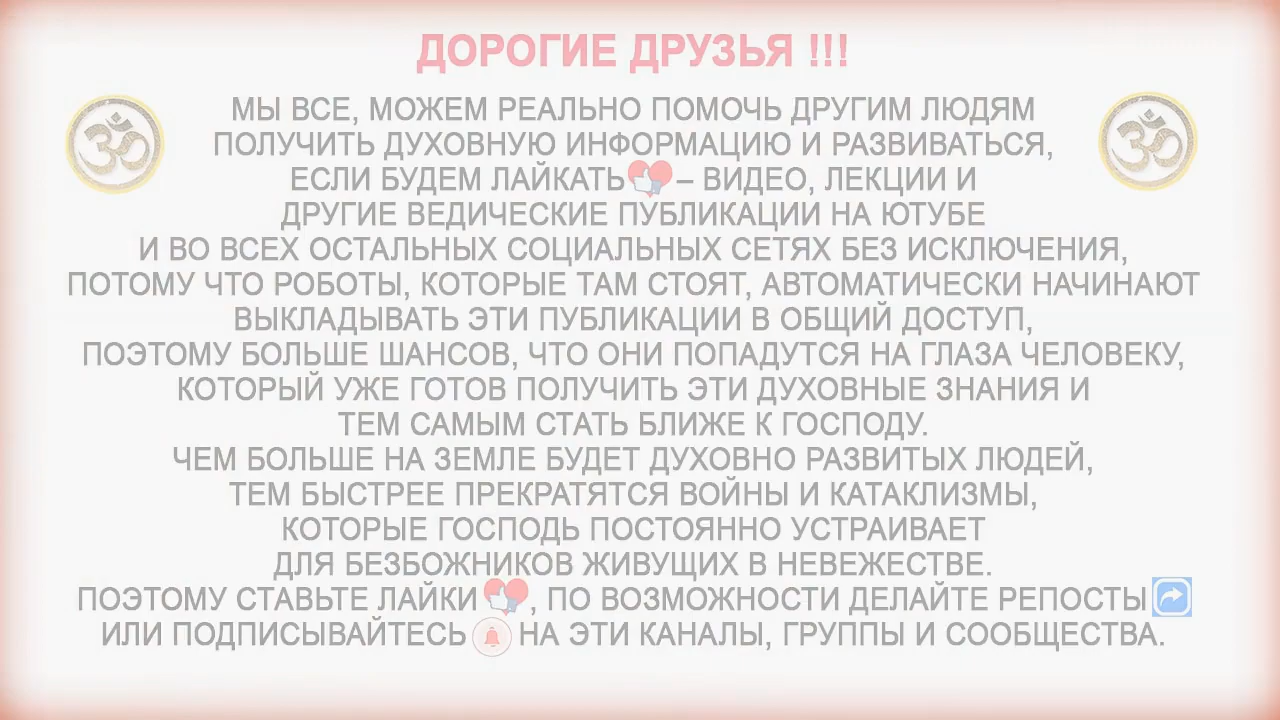 ДОРОГИЕ ДРУЗЬЯ !!!
МЫ ВСЕ, МОЖЕМ РЕАЛЬНО ПОМОЧЬ ДРУГИМ ЛЮДЯМ
ПОЛУЧИТЬ ДУХОВНУЮ ИНФОРМАЦИЮ И РАЗВИВАТЬСЯ,
ЕСЛИ БУДЕМ ЛАЙКАТЬ – ВИДЕО, ЛЕКЦИИ И
ДРУГИЕ ВЕДИЧЕСКИЕ ПУБЛИКАЦИИ НА ЮТУБЕ
И ВО ВСЕХ ОСТАЛЬНЫХ СОЦИАЛЬНЫХ СЕТЯХ БЕЗ ИСКЛЮЧЕНИЯ,
ПОТОМУ ЧТО РОБОТЫ, КОТОРЫЕ ТАМ СТОЯТ, АВТОМАТИЧЕСКИ НАЧИНАЮТ
ВЫКЛАДЫВАТЬ ЭТИ ПУБЛИКАЦИИ В ОБЩИЙ ДОСТУП,
ПОЭТОМУ БОЛЬШЕ ШАНСОВ, ЧТО ОНИ ПОПАДУТСЯ НА ГЛАЗА ЧЕЛОВЕКУ,
КОТОРЫЙ УЖЕ ГОТОВ ПОЛУЧИТЬ ЭТИ ДУХОВНЫЕ ЗНАНИЯ И
ТЕМ САМЫМ СТАТЬ БЛИЖЕ К ГОСПОДУ.
ЧЕМ БОЛЬШЕ НА ЗЕМЛЕ БУДЕТ ДУХОВНО РАЗВИТЫХ ЛЮДЕЙ,
ТЕМ БЫСТРЕЕ ПРЕКРАТЯТСЯ ВОЙНЫ И КАТАКЛИЗМЫ,
КОТОРЫЕ ГОСПОДЬ ПОСТОЯННО УСТРАИВАЕТ
ДЛЯ БЕЗБОЖНИКОВ ЖИВУЩИХ В НЕВЕЖЕСТВЕ.
ПОЭТОМУ СТАВЬТЕ ЛАЙКИ , ПО ВОЗМОЖНОСТИ ДЕЛАЙТЕ РЕПОСТЫ
ИЛИ ПОДПИСЫВАЙТЕСЬ НА ЭТИ КАНАЛЫ, ГРУППЫ И СООБЩЕСТВА.
ॐ
ॐ